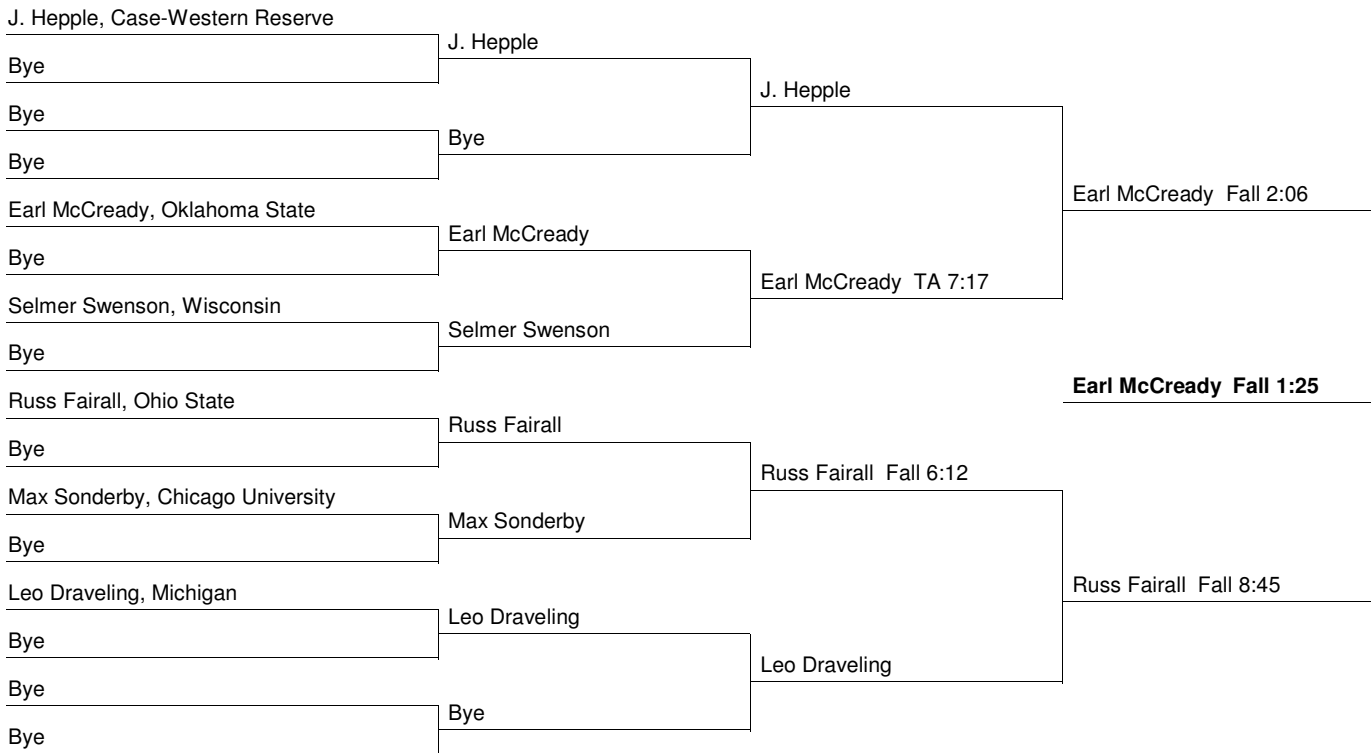 J. Hepple, Case-Western Reserve
Bye
Bye
Bye
Earl McCready, Oklahoma State
Bye
Selmer Swenson, Wisconsin
Bye
Russ Fairall, Ohio State
Bye
Max Sonderby, Chicago University
Bye
Leo Draveling, Michigan
Bye
Bye
Bye
J. Hepple
Bye
Earl McCready
Selmer Swenson
Russ Fairall
Max Sonderby
Leo Draveling
Bye
J. Hepple
Earl McCready TA 7:17
Russ Fairall Fall 6:12
Leo Draveling
Earl McCready Fall 2:06
Earl McCready Fall 1:25
Russ Fairall Fall 8:45